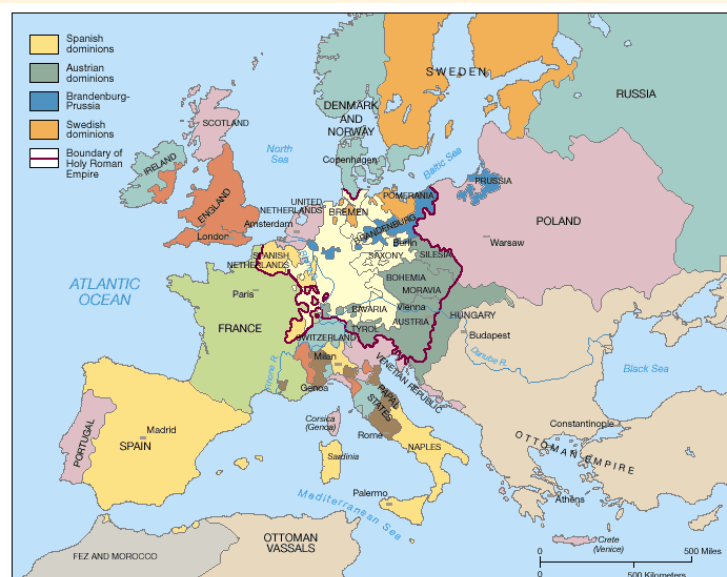 Spanish
dominions
Austrian
dominions
Brandenburg-
Prussia
Swedish
dominions
Boundary of
Holy Roman
Empire
SWEDEN
RUSSIA
DENMARK
AND
NORWAY
SCOTLAND
North
Sea
Copenhagen
Baltic Sea
IRELAND
ENGLAND
London
UNITED
NETHERLANDS
Amsterdam
BREMEN
POMERANIA
PRUSSIA
BRANDENBURG
Berlin
POLAND
Warsaw
SPANISH
NETHERLANDS
SAXONY
SILESIA
BOHEMIA
MORAVIA
ATLANTIC
OCEAN
Paris
FRANCE
BAVARIA
Vienna
AUSTRIA
TYROL
HUNGARY
Budapest
SWITZERLAND
Milan
VENETIAN REPUBLIC
Danube R.
Black Sea
Rhone R.
Genoa
PAPAL
STATES
Corsica
(Genoa)
Rome
PORTUGAL
Madrid
SPAIN
Sardinia
NAPLES
Constantinople
OTTOMAN EMPIRE
Palermo
Athens
Mediterranean Sea
Crete
(Venice)
FEZ AND MOROCCO
OTTOMAN
VASSALS
0
500 Miles
0
500 Kilometers